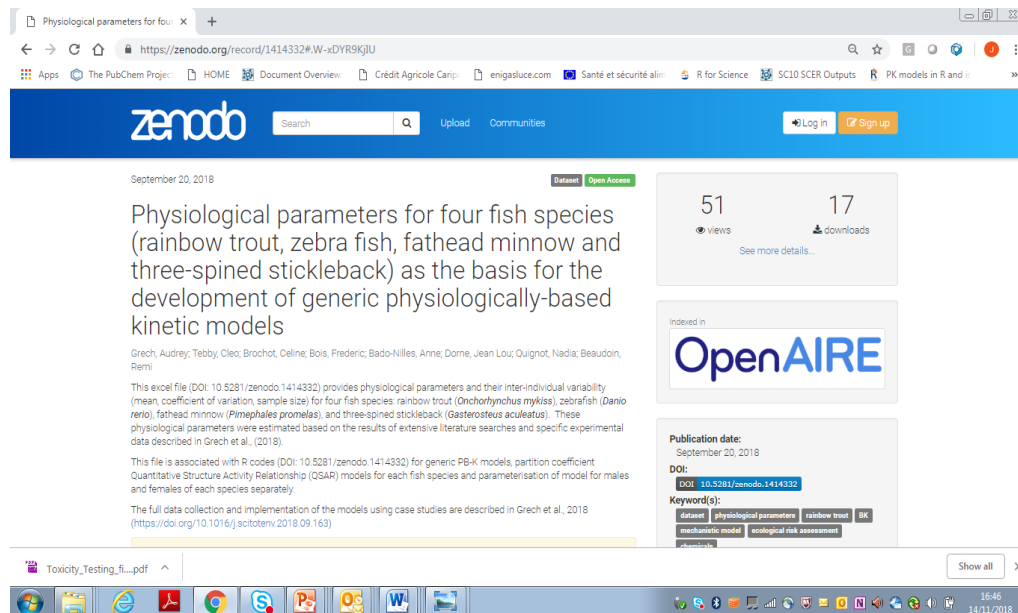 Physiological parameters for four
https://zenodo.org/record/1414332#.W-xDYR9KjIU
Apps
The PubChem Projec
HOME
Document Overview
Crédit Agricole Carip
enigasluce.com
Santé et sécurité alim
R for Science
SC10 SCER Outputs
PK models in R and in
»
zenodo
Search
Upload
Communities
Log in
Sign up
September 20, 2018
Dataset
Open Access
Physiological parameters for four fish species
(rainbow trout, zebra fish, fathead minnow and
three-spined stickleback) as the basis for the
development of generic physiologically-based
kinetic models
Grech, Audrey; Tebby, Cleo; Brochot, Celine; Bois, Frederic; Bado-Nilles, Anne; Dorne, Jean Lou; Quignot, Nadia; Beaudoin,
Remi
This excel file (DOI: 10.5281/zenodo.1414332) provides physiological parameters and their inter-individual variability
(mean, coefficient of variation, sample size) for four fish species: rainbow trout (Onchorhynchus mykiss), zebrafish (Danio
rerio), fathead minnow (Pimephales promelas), and three-spined stickleback (Gasterosteus aculeatus). These
physiological parameters were estimated based on the results of extensive literature searches and specific experimental
data described in Grech et al., (2018).
This file is associated with R codes (DOI: 10.5281/zenodo.1414332) for generic PB-K models, partition coefficient
Quantitative Structure Activity Relationship (QSAR) models for each fish species and parameterisation of model for males
and females of each species separately.
The full data collection and implementation of the models using case studies are described in Grech et al., 2018
(https://doi.org/10.1016/j.scitotenv.2018.09.163)
51
views
17
downloads
See more details...
Indexed in
OpenAIRE
Publication date:
September 20, 2018
DOI:
DOI 10.5281/zenodo.1414332
Keyword(s):
dataset physiological parameters rainbow trout BK
mechanistic model ecological risk assessment
chemicals
Toxicity_Testing_fi....pdf
Show all
16:46
14/11/2018